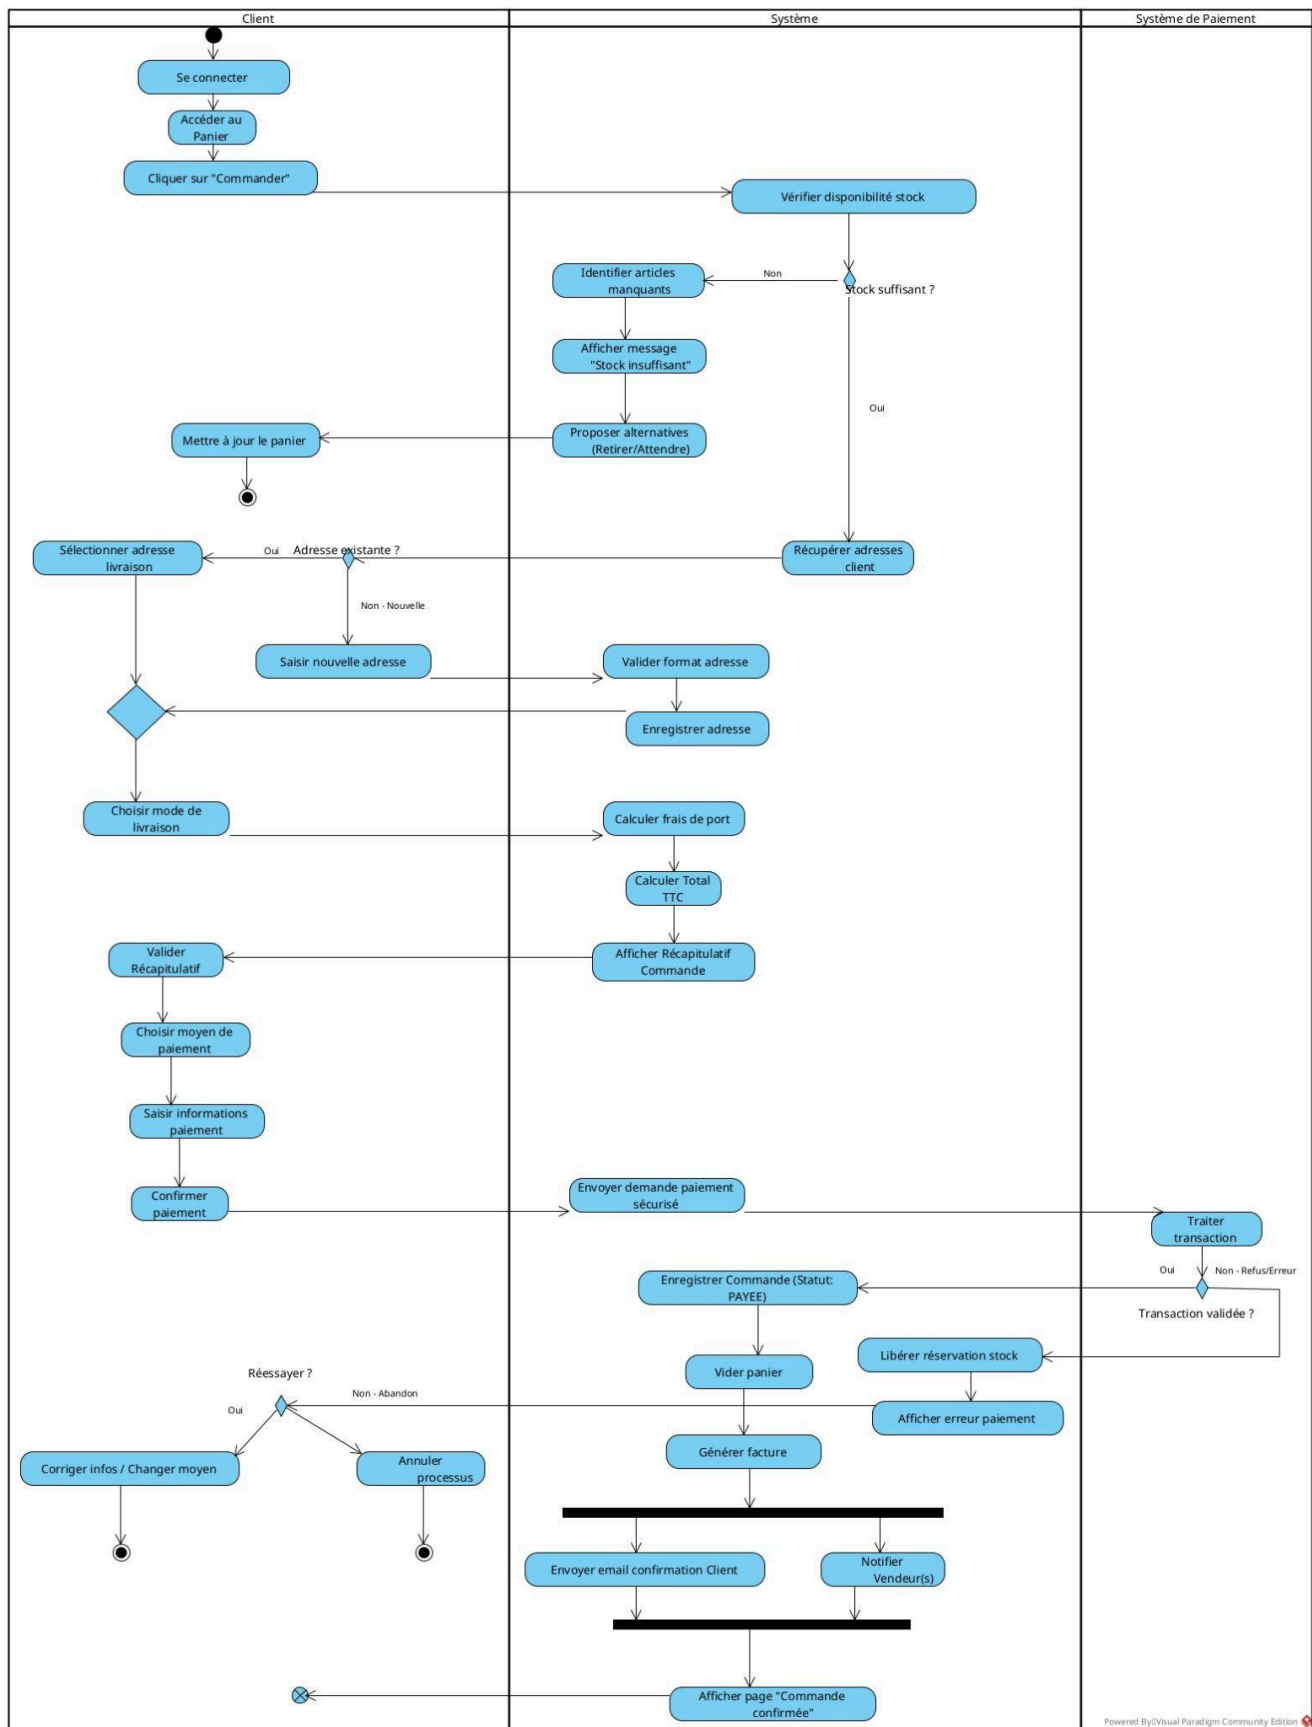 Client
Système
Système de Paiement
Se connecter
Accéder au
Panier
Cliquer sur "Commander"
Vérifier disponibilité stock
Identifier articles
manquants
Non
Stock suffisant ?
Afficher message
"Stock insuffisant"
Oui
Mettre à jour le panier
Proposer alternatives
(Retirer/Attendre)
Sélectionner adresse
livraison
Oui
Adresse existante ?
Récupérer adresses
client
Non - Nouvelle
Saisir nouvelle adresse
Valider format adresse
Enregistrer adresse
Choisir mode de
livraison
Calculer frais de port
Calculer Total
TTC
Valider
Récapitulatif
Afficher Récapitulatif
Commande
Choisir moyen de
paiement
Saisir informations
paiement
Confirmer
paiement
Envoyer demande paiement
sécurisé
Traiter
transaction
Oui
Non - Refus/Erreur
Enregistrer Commande (Statut:
PAYEE)
Transaction validée ?
Libérer réservation stock
Réessayer ?
Vider panier
Non - Abandon
Oui
Afficher erreur paiement
Générer facture
Corriger infos / Changer moyen
Annuler
processus
Envoyer email confirmation Client
Notifier
Vendeur(s)
Afficher page "Commande
confirmée"
Powered By Visual Paradigm Community Edition